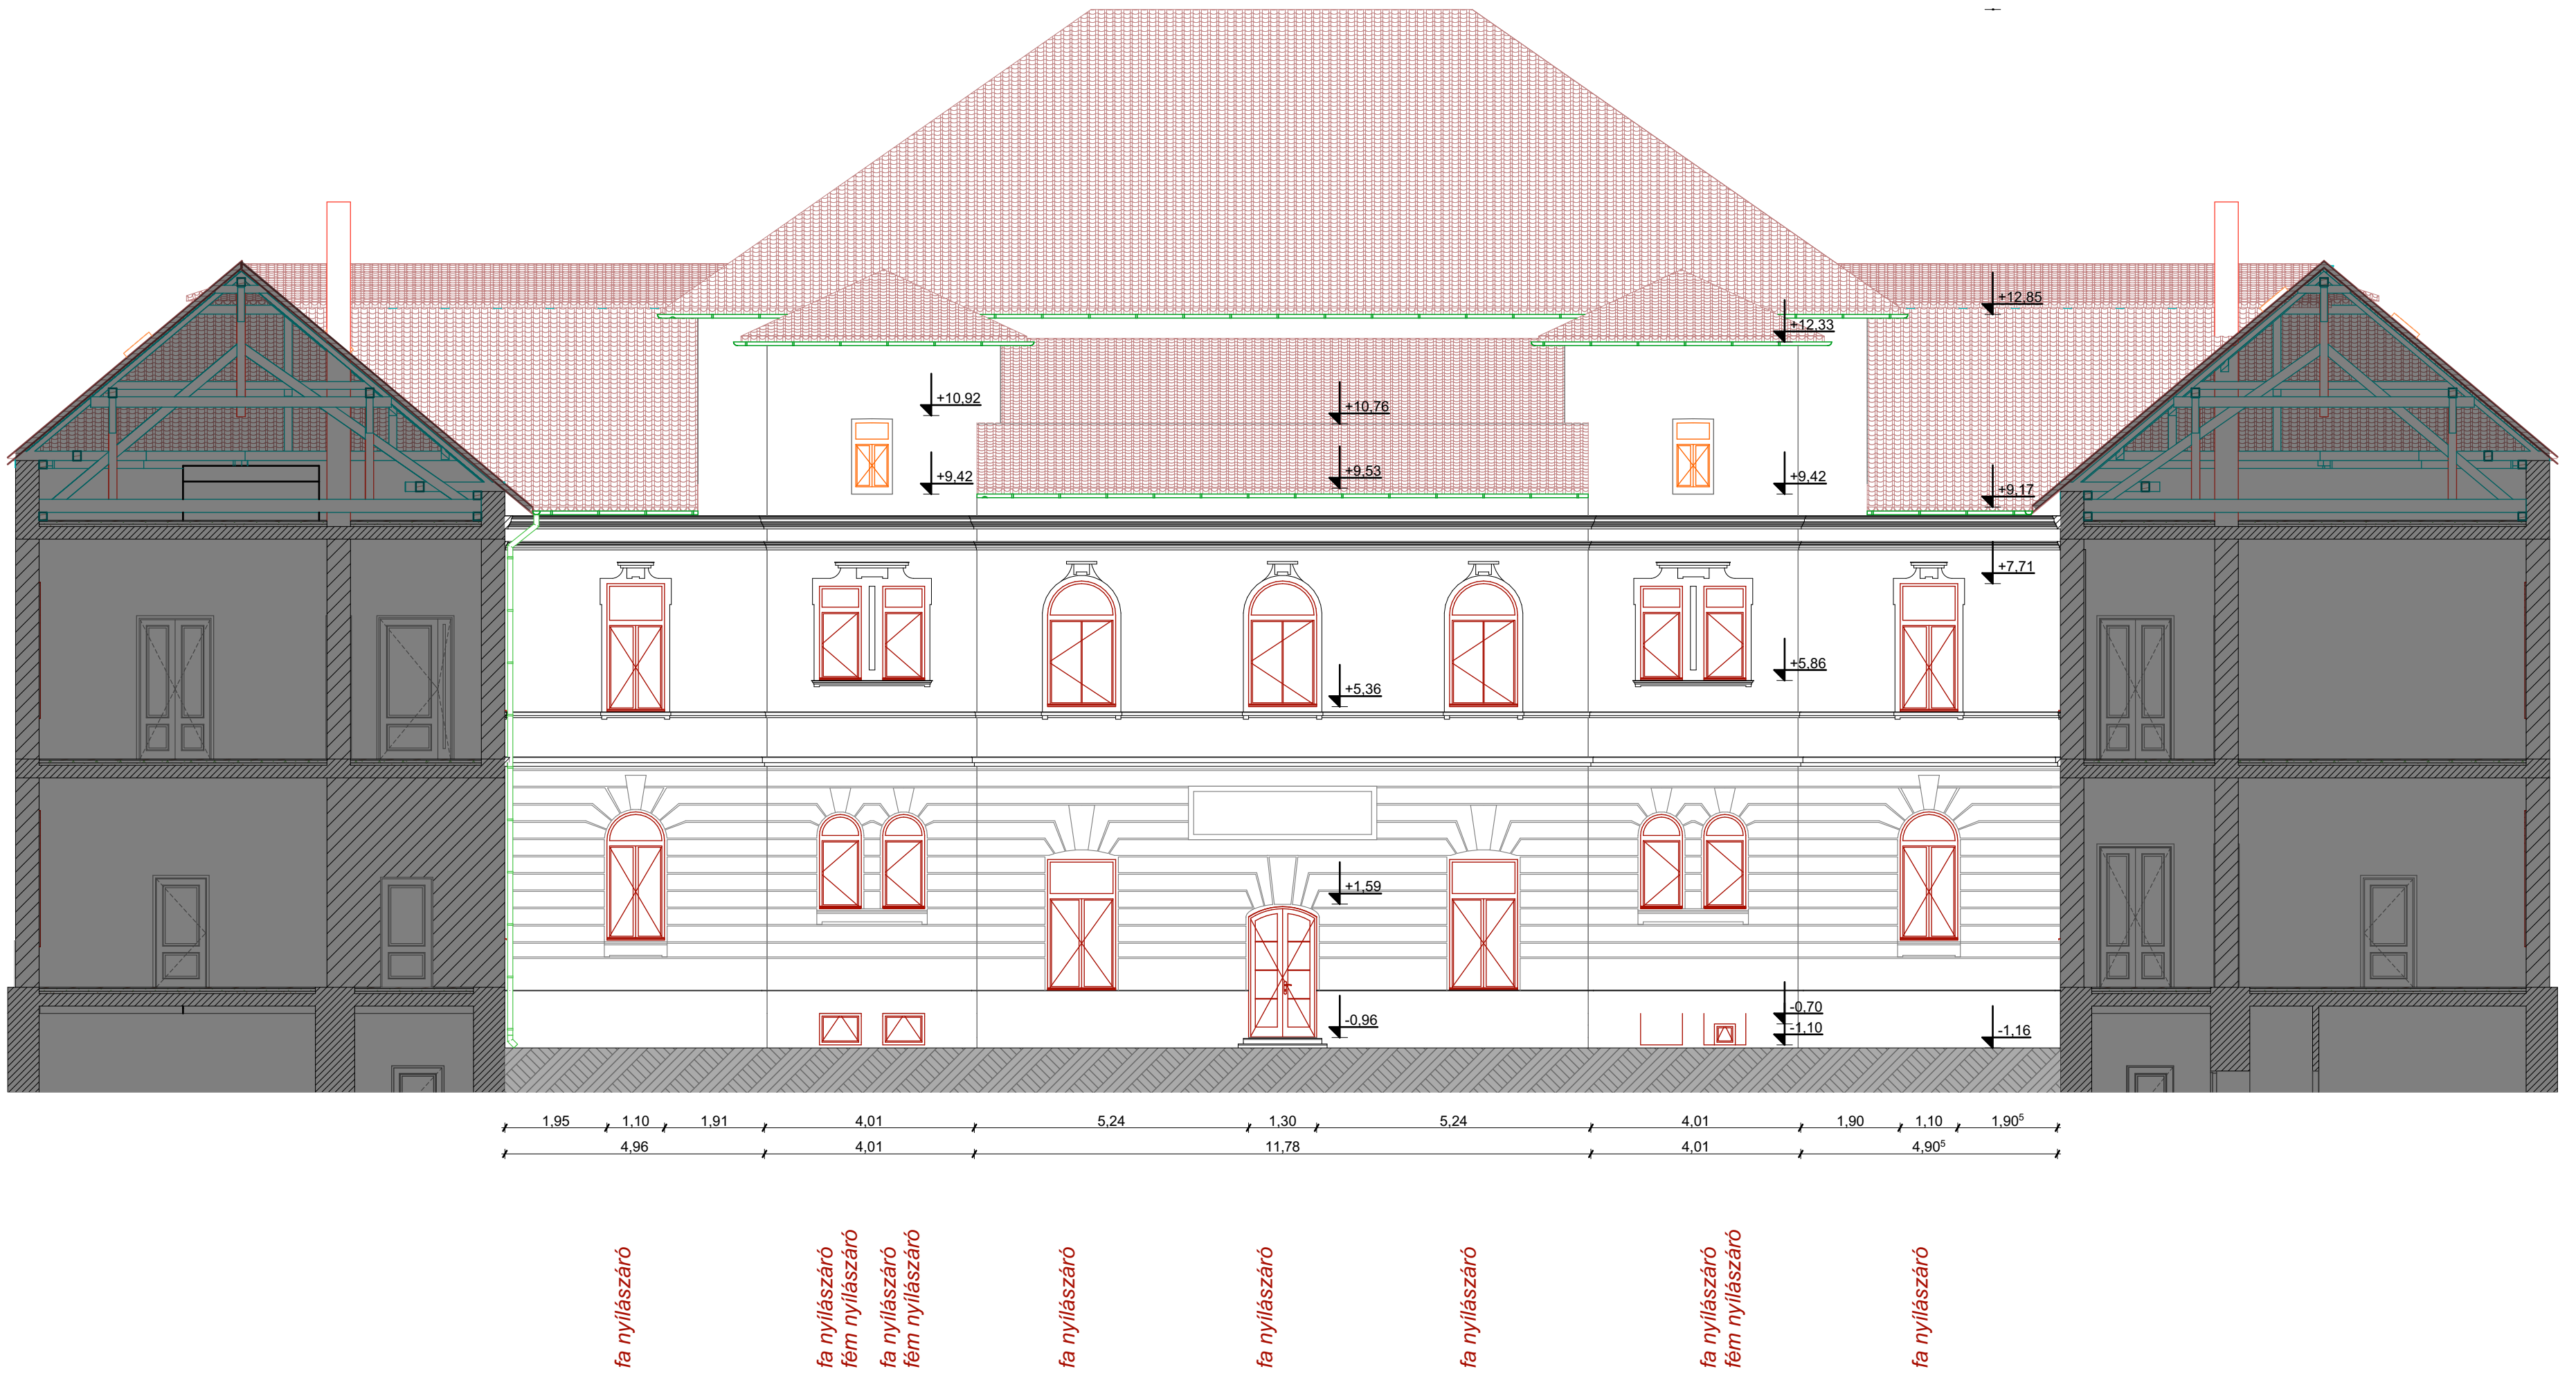 +12,85
+12,33
+10,92
+10,76
+9,42
+9,53
+9,42
+9,17
+7,71
+5,86
+5,36
+1,59
-0,70
-0,96
-1,10
-1,16
1,95 1,10 1,91 4,01 5,24 1,30 5,24 4,01 1,90 1,10 1,90⁵
4,96 4,01 11,78 4,01 4,90⁵
fa nyílászáró
fa nyílászáró
fém nyílászáró
fa nyílászáró
fém nyílászáró
fa nyílászáró
fa nyílászáró
fa nyílászáró
fa nyílászáró
fém nyílászáró
fa nyílászáró